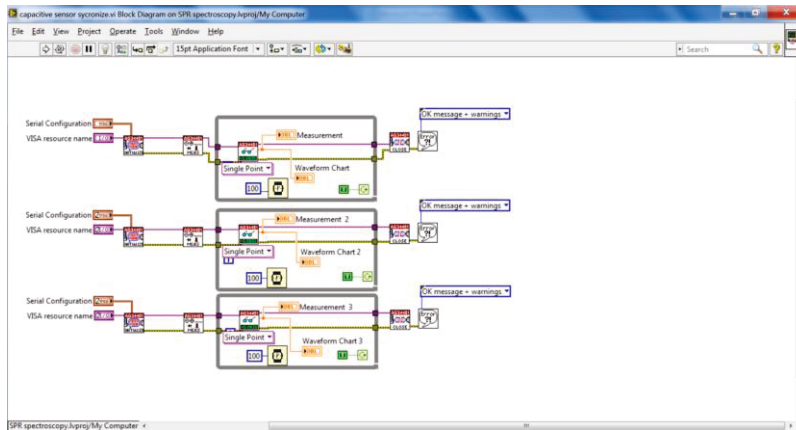 capacitive sensor sycronize.vi Block Diagram on SPR spectroscopy.lvproj/My Computer
File Edit View Project Operate Tools Window Help
15pt Application Font
Search
OK message + warnings
Serial Configuration
VISA resource name
Measurement
Single Point
Waveform Chart
100
CLOSE
OK message + warnings
Serial Configuration
VISA resource name
Measurement 2
Single Point
Waveform Chart 2
100
CLOSE
OK message + warnings
Serial Configuration
VISA resource name
Measurement 3
Single Point
Waveform Chart 3
100
CLOSE
SPR spectroscopy.lvproj/My Computer